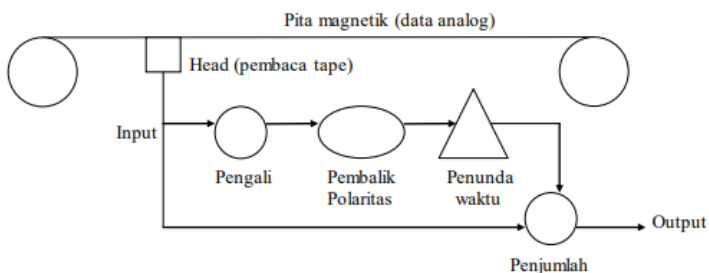 Pita magnetik (data analog)
Head (pembaca tape)
Input
Pengali
Pembalik
Polaritas
Penunda
waktu
Output
Penjumlah